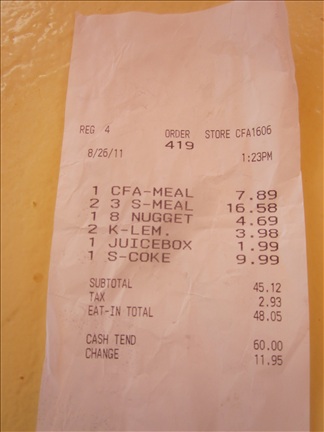 REG 4 ORDER STORE CFA1606
419
8/26/11 1:23PM
1 CFA-MEAL 7.89
2 3 S-MEAL 16.58
1 8 NUGGET 4.69
2 K-LEM. 3.98
1 JUICEBOX 1.99
1 S-COKE 9.99
SUBTOTAL 45.12
TAX 2.93
EAT-IN TOTAL 48.05
CASH TEND 60.00
CHANGE 11.95